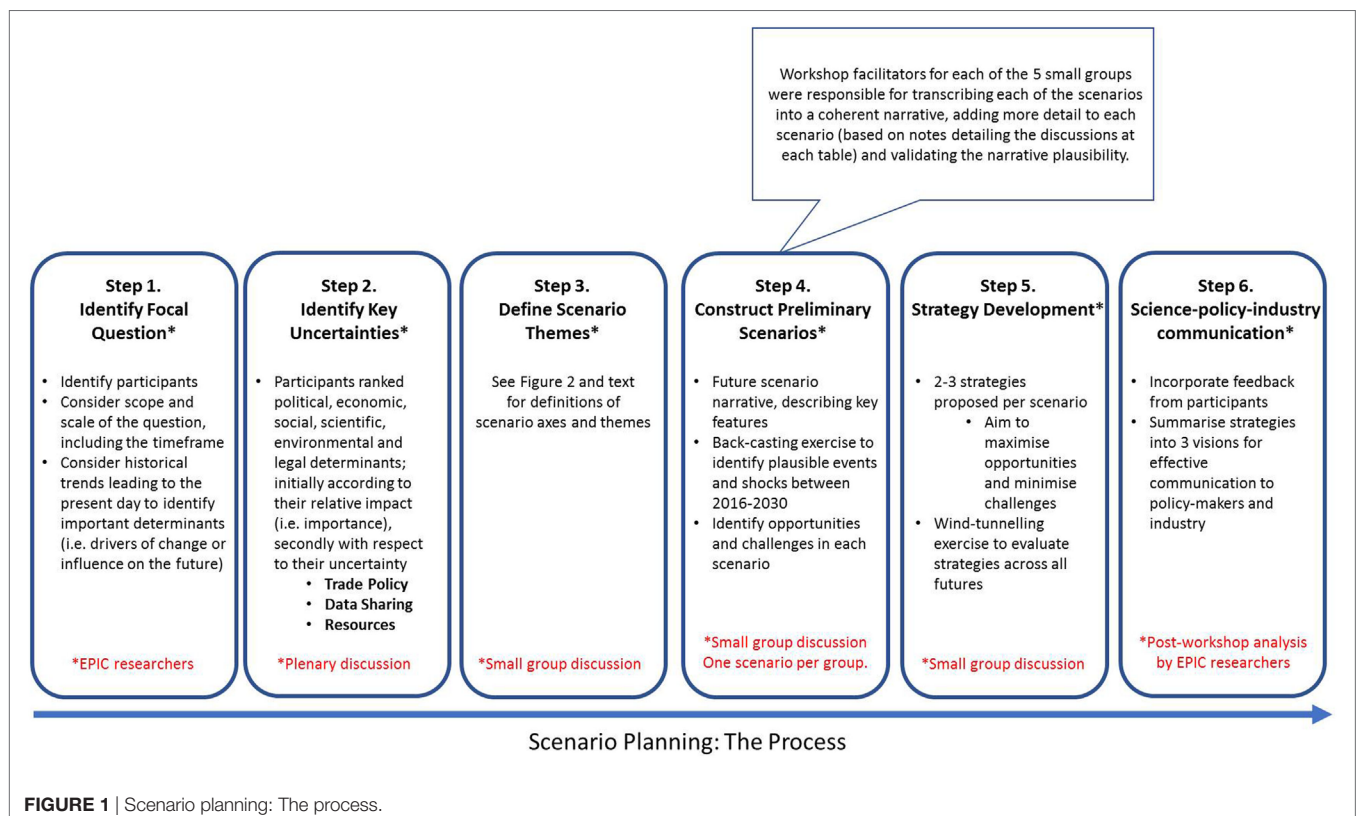 Workshop facilitators for each of the 5 small groups
were responsible for transcribing each of the scenarios
into a coherent narrative, adding more detail to each
scenario (based on notes detailing the discussions at
each table) and validating the narrative plausibility.
Step 1.
Identify Focal
Question*
• Identify participants
• Consider scope and
scale of the question,
including the timeframe
• Consider historical
trends leading to the
present day to identify
important determinants
(i.e. drivers of change or
influence on the future)
*EPIC researchers
Step 2.
Identify Key
Uncertainties*
• Participants ranked
political, economic,
social, scientific,
environmental and
legal determinants;
initially according to
their relative impact
(i.e. importance),
secondly with respect
to their uncertainty
• Trade Policy
• Data Sharing
• Resources
*Plenary discussion
Step 3.
Define Scenario
Themes*
See Figure 2 and text
for definitions of
scenario axes and themes
*Small group discussion
Step 4.
Construct Preliminary
Scenarios*
• Future scenario
narrative, describing key
features
• Back-casting exercise to
identify plausible events
and shocks between
2016-2030
• Identify opportunities
and challenges in each
scenario
*Small group discussion
One scenario per group.
Step 5.
Strategy Development*
• 2-3 strategies
proposed per scenario
• Aim to
maximise
opportunities
and minimise
challenges
• Wind-tunnelling
exercise to evaluate
strategies across all
futures
*Small group discussion
Step 6.
Science-policy-industry
communication*
• Incorporate feedback
from participants
• Summarise strategies
into 3 visions for
effective
communication to
policy-makers and
industry
*Post-workshop analysis
by EPIC researchers
Scenario Planning: The Process
FIGURE 1 | Scenario planning: The process.